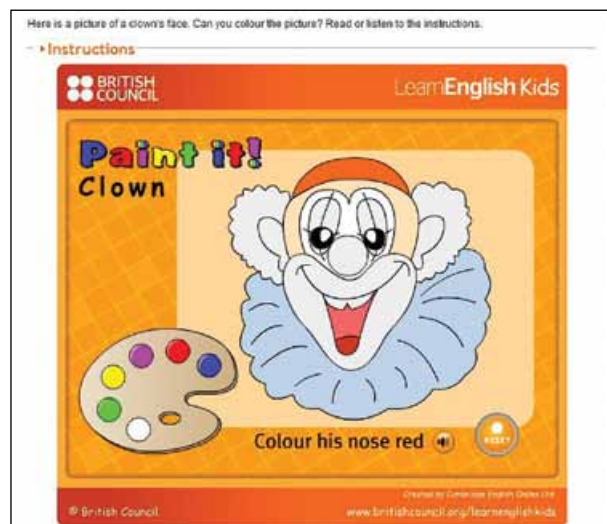 Here is a picture of a clown's face. Can you colour the picture? Read or listen to the instructions.
Instructions
BRITISH
COUNCIL
LearnEnglish Kids
Paint it!
Clown
Colour his nose red
RESET
Created by Cambridge English Online Ltd.
© British Council
www.britishcouncil.org/learnenglishkids